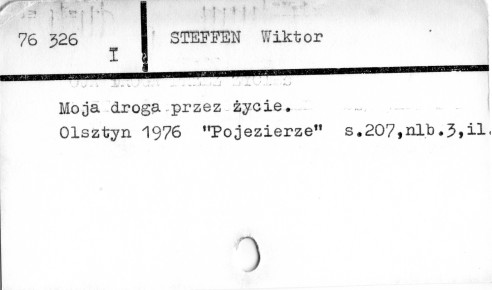 76 326 STEFFEN Wiktor
I
Moja droga przez życie.
Olsztyn 1976 "Pojezierze" s.207,nlb.3,il.